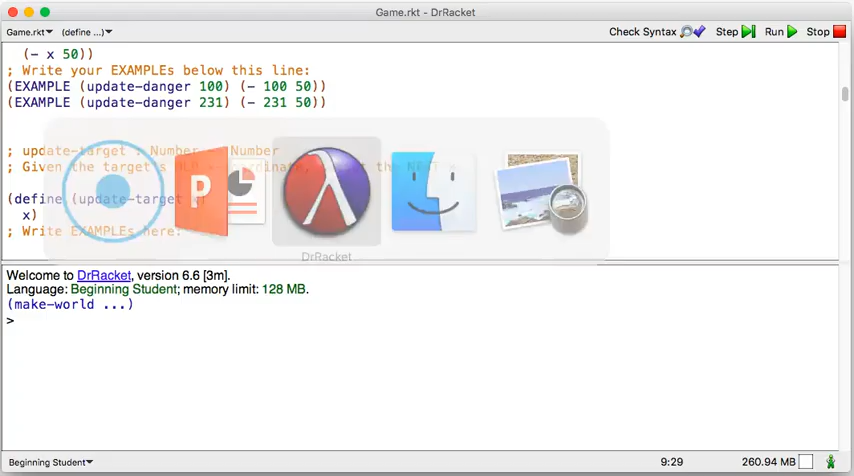 Game.rkt - DrRacket
Game.rkt (define ...) Check Syntax Step Run Stop
(- x 50))
; Write your EXAMPLEs below this line:
(EXAMPLE (update-danger 100) (- 100 50))
(EXAMPLE (update-danger 231) (- 231 50))
; update-target : Number Number
; Given the target's the
(define (update-target
x)
; Write EXAMPLEs here:
P
DrRacket
Welcome to DrRacket, version 6.6 [3m].
Language: Beginning Student; memory limit: 128 MB.
(make-world ...)
>
Beginning Student 9:29 260.94 MB